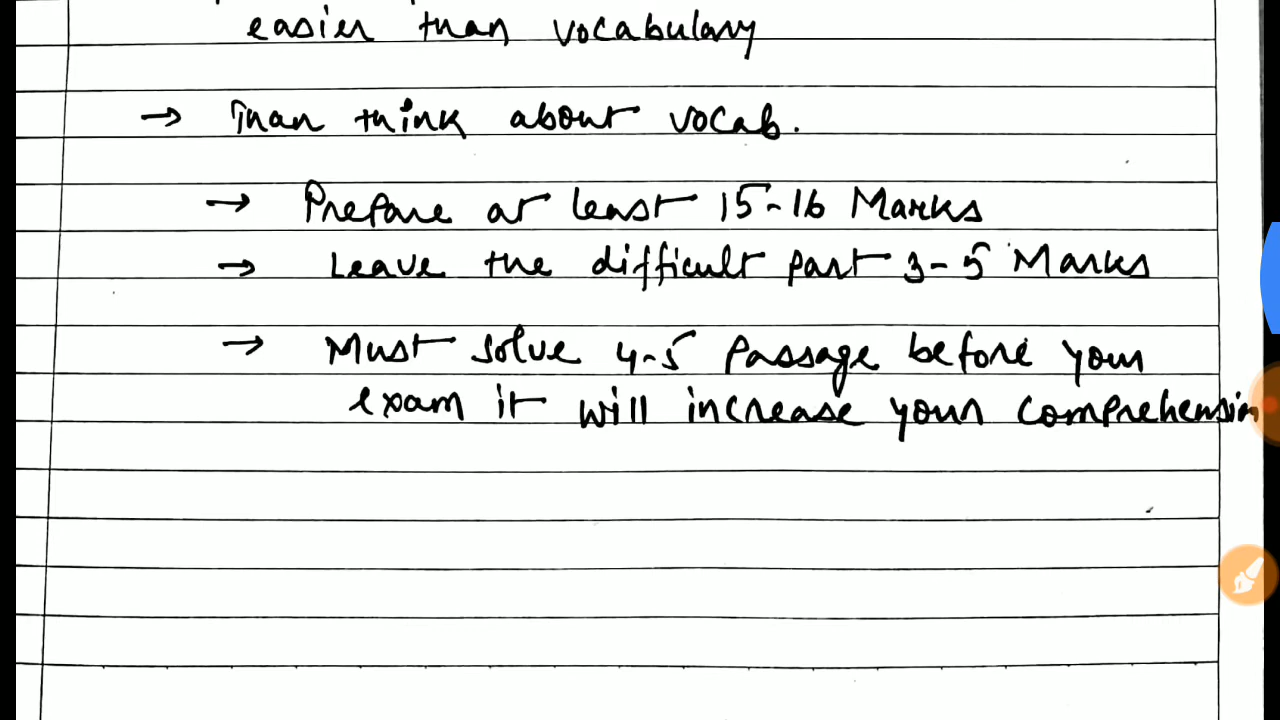 easier than vocabulary
→ Than think about vocab.
→ Prepare at least 15-16 Marks
→ Leave the difficult part 3-5 Marks
→ Must solve 4-5 passage before your
exam it will increase your comprehension